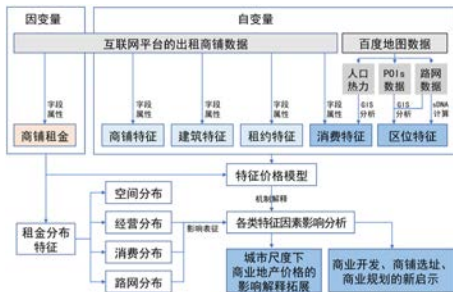 因变量
自变量
互联网平台的出租商铺数据
百度地图数据
人口
热力
POIs
数据
路网
数据
字段
属性
字段
属性
字段
属性
字段
属性
字段
属性
GIS
分析
GIS
分析
sDNA
计算
商铺租金
商铺特征
建筑特征
租约特征
消费特征
区位特征
特征价格模型
机制解释
租金分布
特征
空间分布
经营分布
消费分布
路网分布
影响表征
各类特征因素影响分析
城市尺度下
商业地产价格的
影响解释拓展
商业开发、商铺选址、
商业规划的新启示